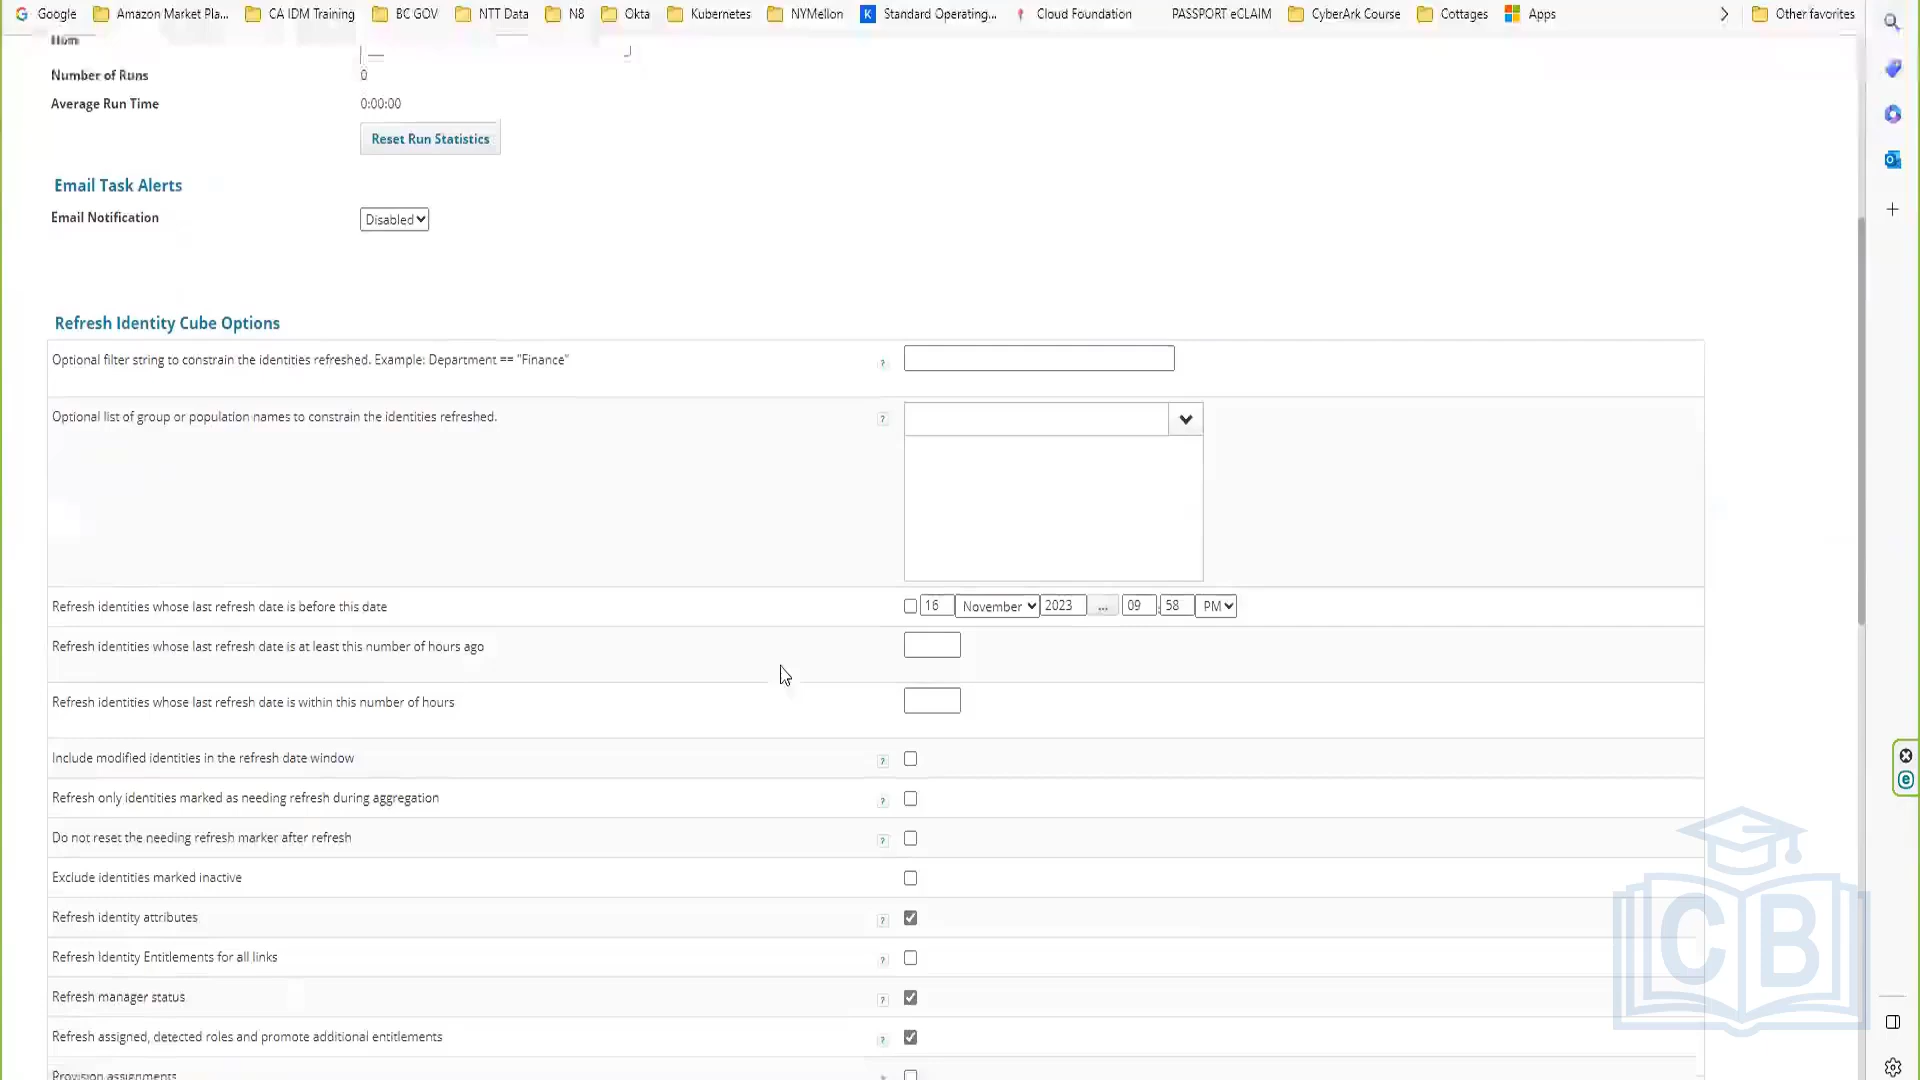 Google Amazon Market Pla... CA IDM Training BC GOV NTT Data N8 Okta Kubernetes NYMellon K Standard Operating... Cloud Foundation PASSPORT eCLAIM CyberArk Course Cottages Apps Other favorites
Number of Runs 0
Average Run Time 0:00:00
Reset Run Statistics
Email Task Alerts
Email Notification Disabled
Refresh Identity Cube Options
Optional filter string to constrain the identities refreshed. Example: Department == "Finance" ?
Optional list of group or population names to constrain the identities refreshed. ?
Refresh identities whose last refresh date is before this date 16 November 2023 ... 09 : 58 PM
Refresh identities whose last refresh date is at least this number of hours ago
Refresh identities whose last refresh date is within this number of hours
Include modified identities in the refresh date window ?
Refresh only identities marked as needing refresh during aggregation ?
Do not reset the needing refresh marker after refresh ?
Exclude identities marked inactive
Refresh identity attributes ?
Refresh Identity Entitlements for all links ?
Refresh manager status ?
Refresh assigned, detected roles and promote additional entitlements ?
Provision assignments
CB